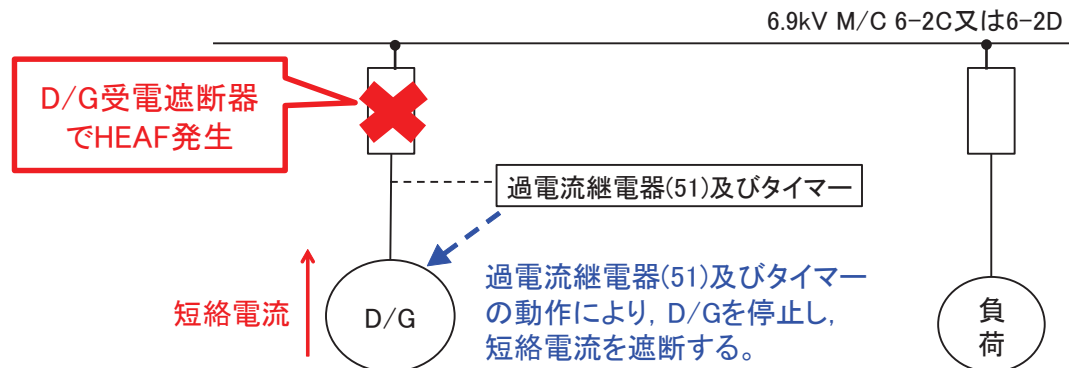 6.9kV M/C 6-2C又は6-2D
D/G受電遮断器
でHEAF発生
過電流継電器(51)及びタイマー
短絡電流
D/G
過電流継電器(51)及びタイマー
の動作により, D/Gを停止し,
短絡電流を遮断する。
負
荷